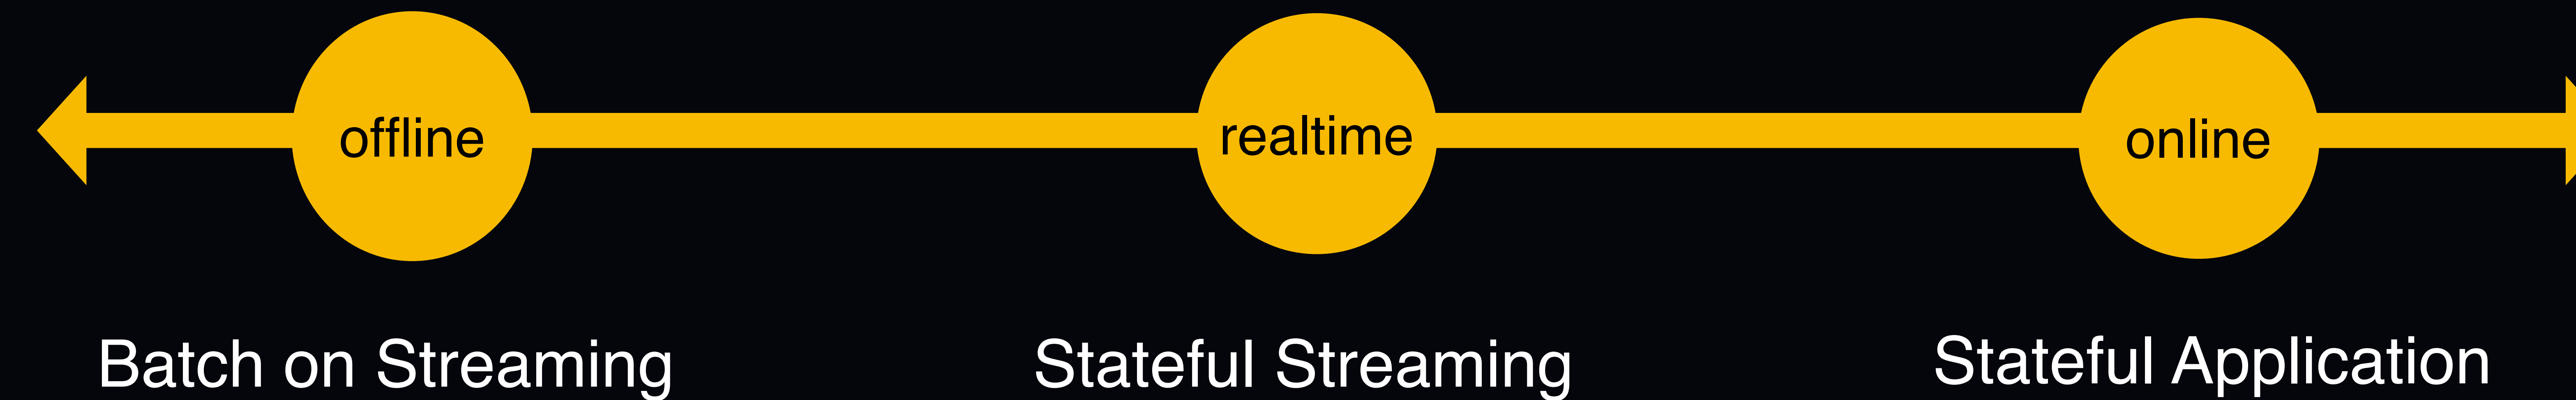 offline
realtime
online
Batch on Streaming
Stateful Streaming
Stateful Application